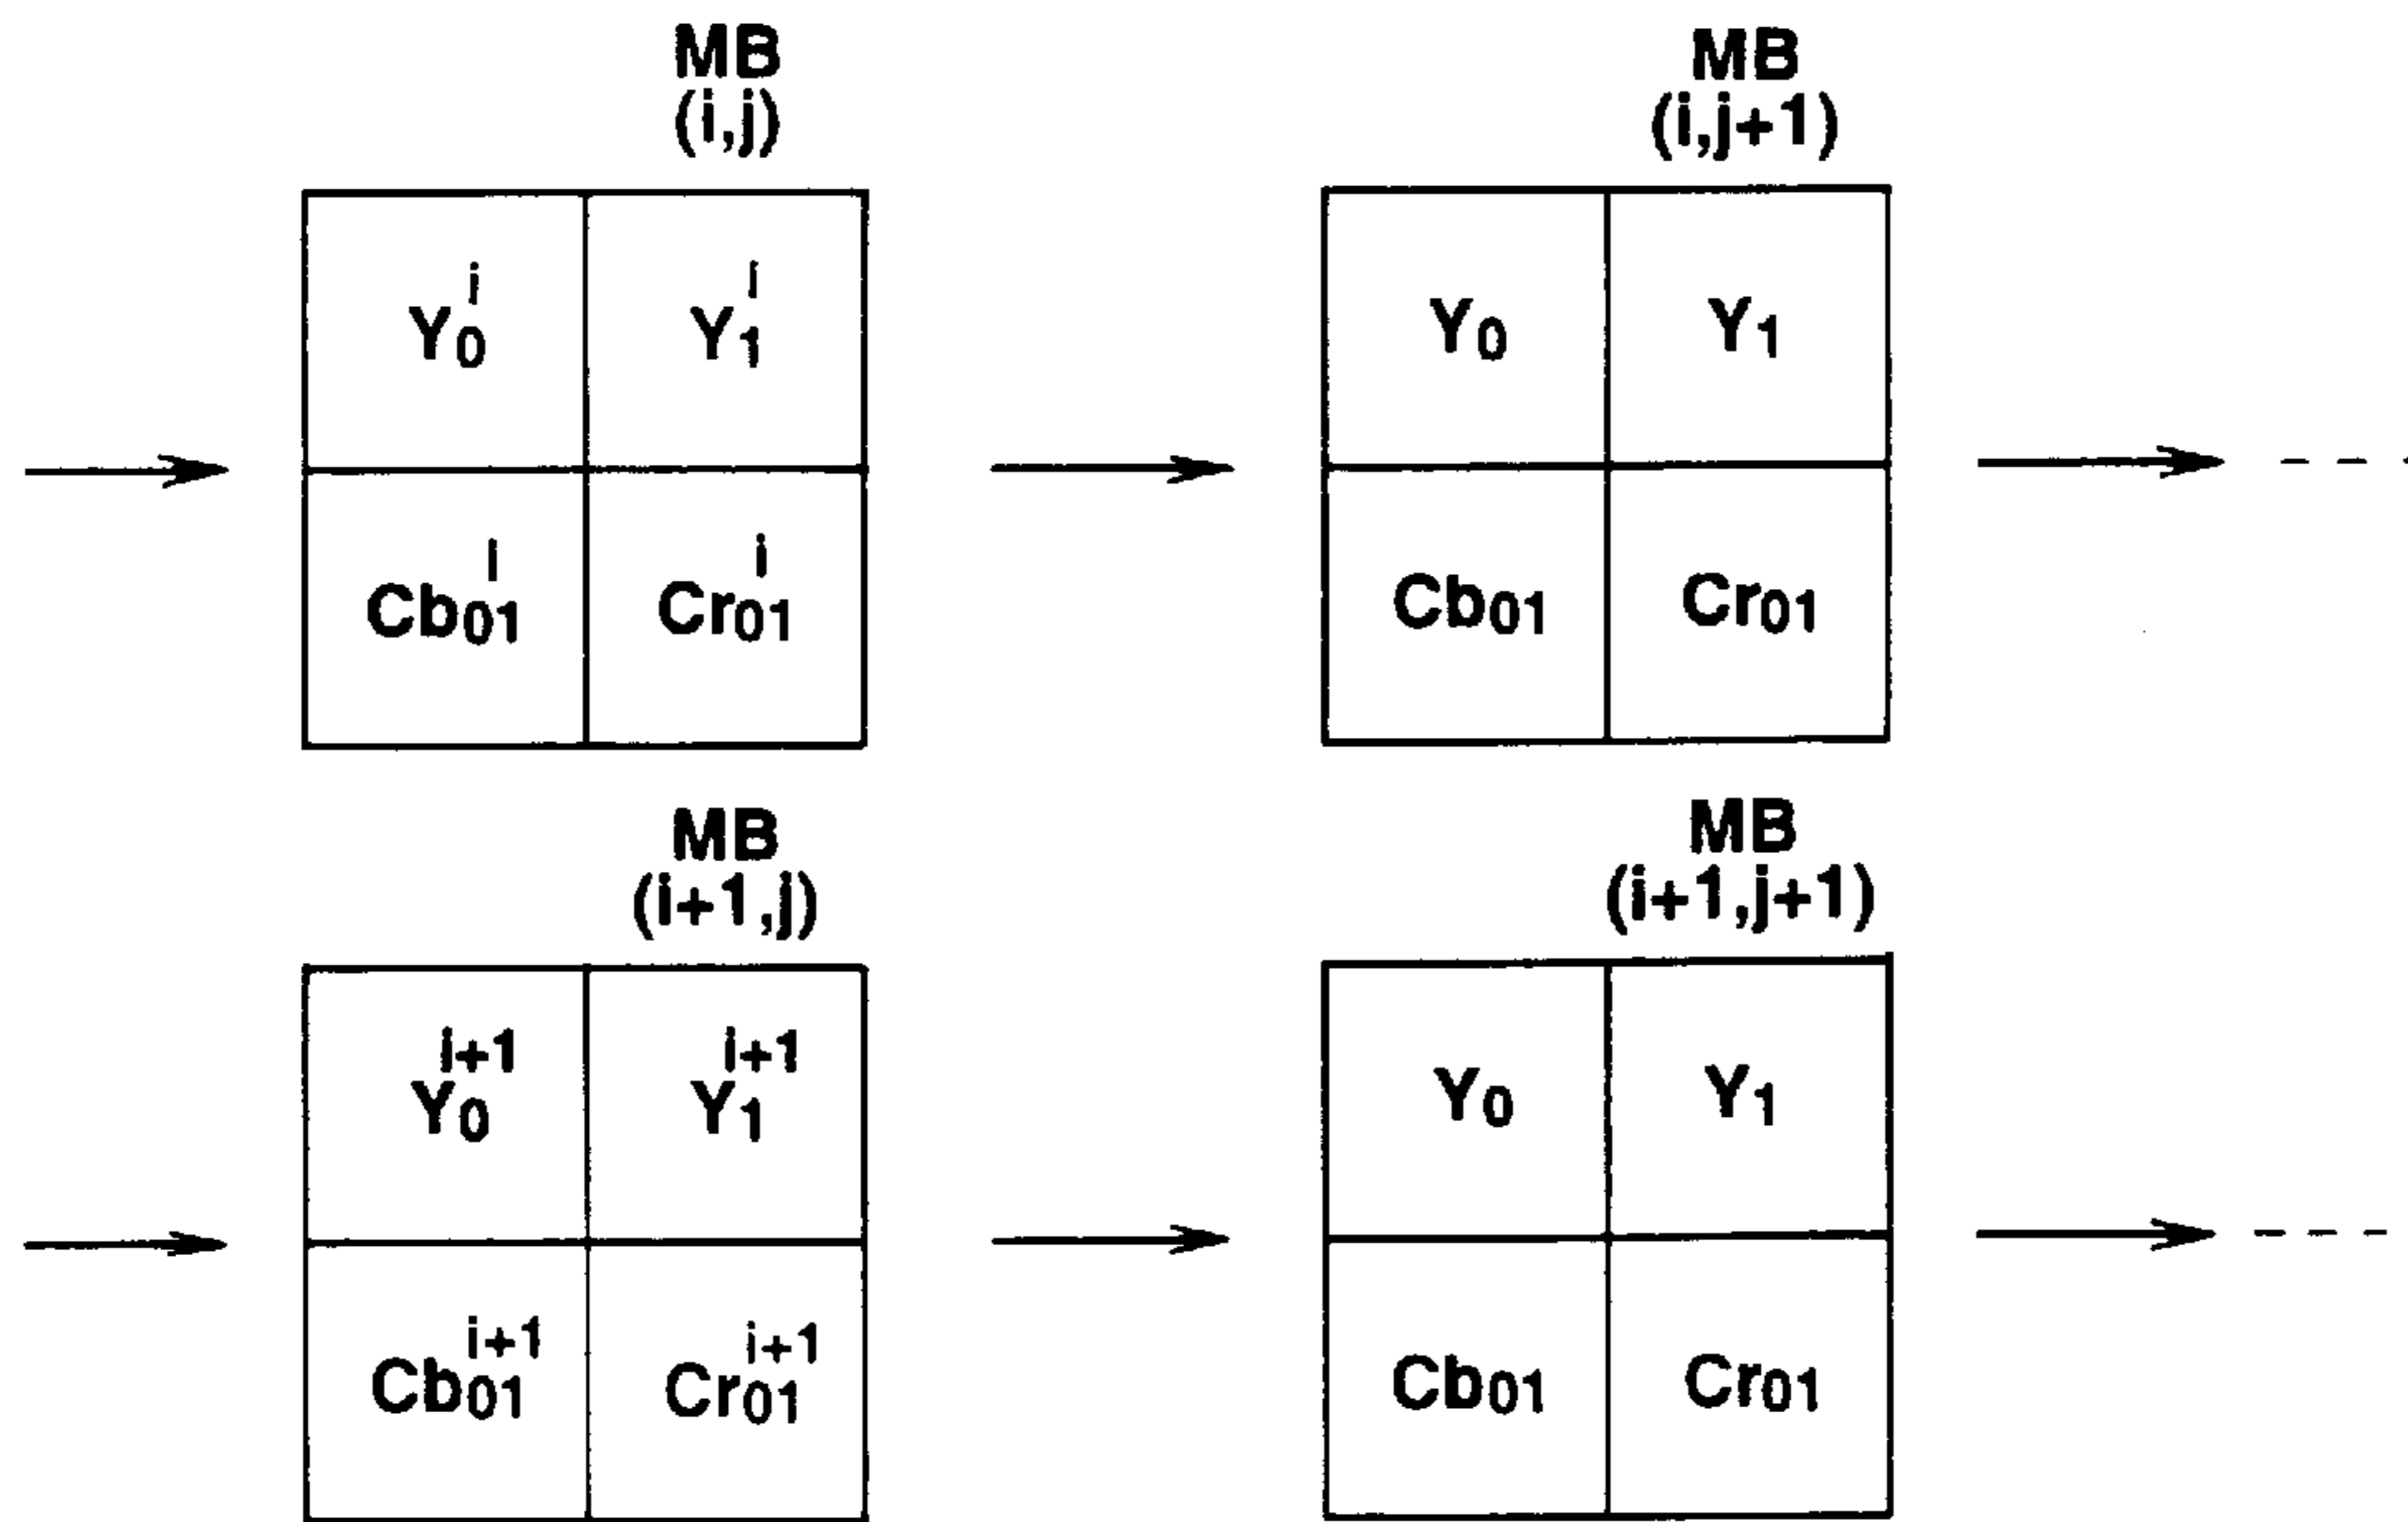 MB MB
(i,j) (i,j+1)
Y₀ⁱ Y₁ⁱ Y₀ Y₁
Cb₀₁ⁱ Cr₀₁ⁱ Cb₀₁ Cr₀₁
MB MB
(i+1,j) (i+1,j+1)
Y₀ⁱ⁺¹ Y₁ⁱ⁺¹ Y₀ Y₁
Cb₀₁ⁱ⁺¹ Cr₀₁ⁱ⁺¹ Cb₀₁ Cr₀₁